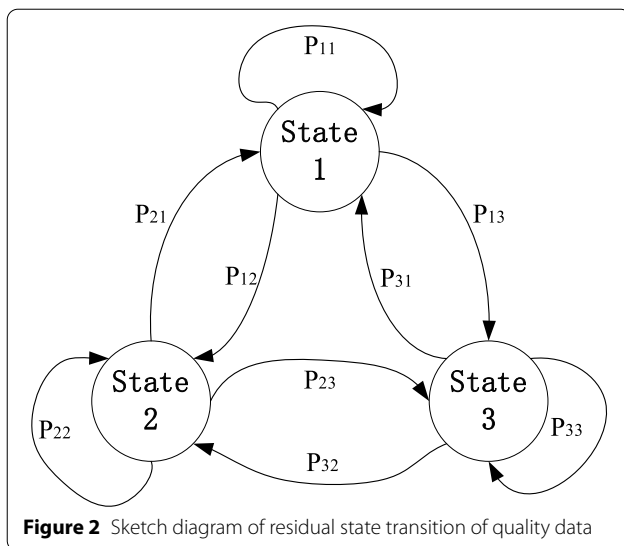 P11
State
1
P21
P13
P12
P31
State
2
P23
State
3
P22
P33
P32
Figure 2 Sketch diagram of residual state transition of quality data